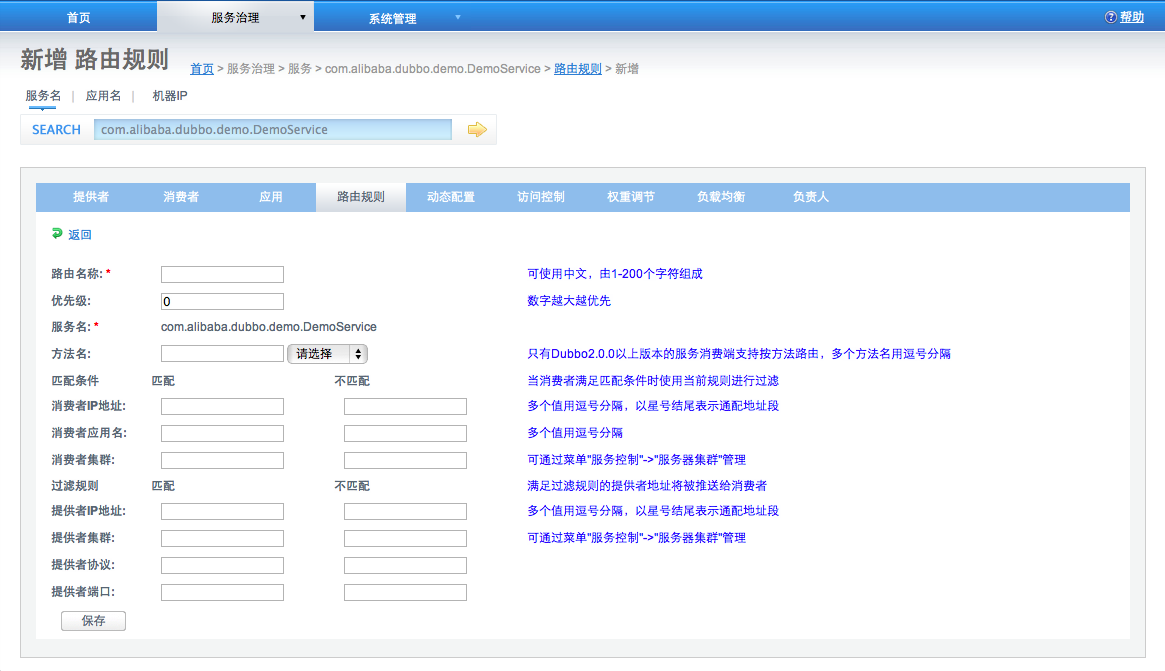 首页 服务治理 ▼ 系统管理 ▼ ? 帮助
新增 路由规则 首页 > 服务治理 > 服务 > com.alibaba.dubbo.demo.DemoService > 路由规则 > 新增
服务名 | 应用名 | 机器IP
SEARCH com.alibaba.dubbo.demo.DemoService
提供者 消费者 应用 路由规则 动态配置 访问控制 权重调节 负载均衡 负责人
返回
路由名称:* 可使用中文，由1-200个字符组成
优先级: 0 数字越大越优先
服务名:* com.alibaba.dubbo.demo.DemoService
方法名: 请选择 只有Dubbo2.0.0以上版本的服务消费端支持按方法路由，多个方法名用逗号分隔
匹配条件 匹配 不匹配 当消费者满足匹配条件时使用当前规则进行过滤
消费者IP地址: 多个值用逗号分隔，以星号结尾表示通配地址段
消费者应用名: 多个值用逗号分隔
消费者集群: 可通过菜单"服务控制"->"服务器集群"管理
过滤规则 匹配 不匹配 满足过滤规则的提供者地址将被推送给消费者
提供者IP地址: 多个值用逗号分隔，以星号结尾表示通配地址段
提供者集群: 可通过菜单"服务控制"->"服务器集群"管理
提供者协议:
提供者端口:
保存